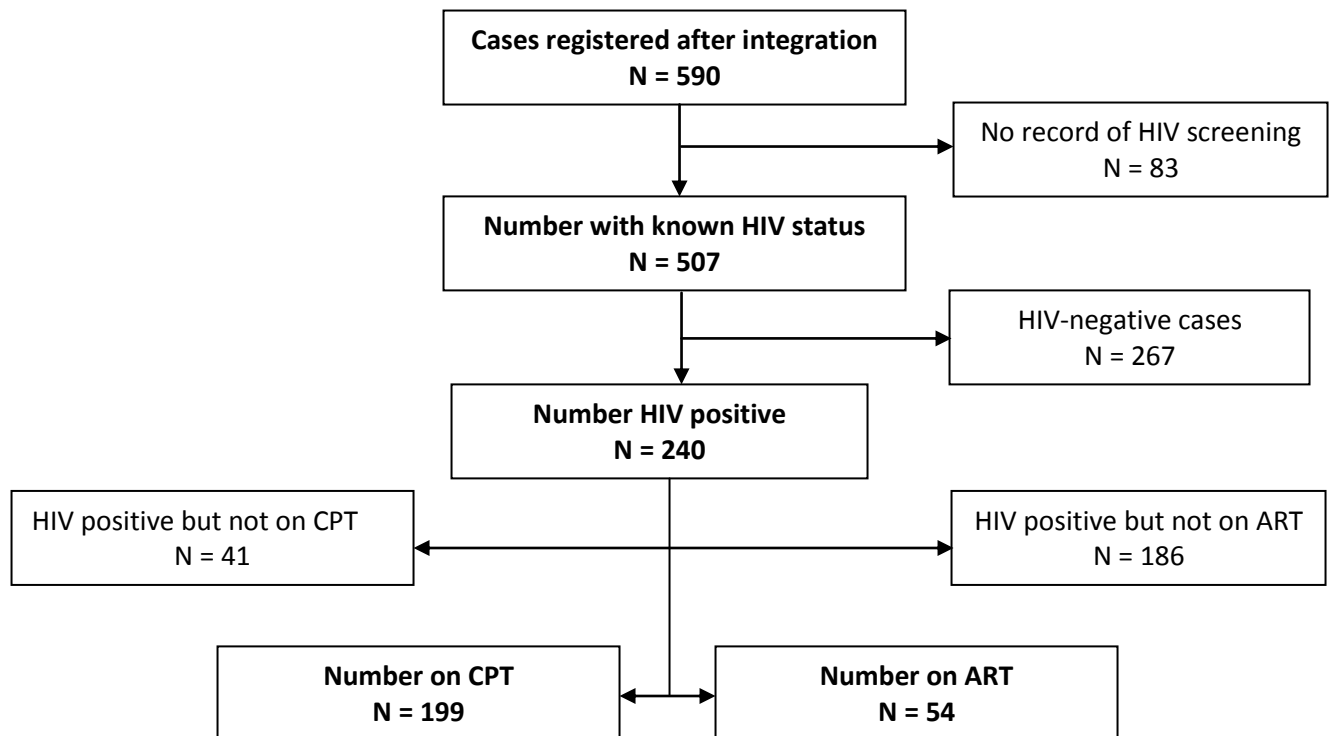 Cases registered after integration
N = 590
No record of HIV screening
N = 83
Number with known HIV status
N = 507
HIV-negative cases
N = 267
Number HIV positive
N = 240
HIV positive but not on CPT
N = 41
HIV positive but not on ART
N = 186
Number on CPT
N = 199
Number on ART
N = 54